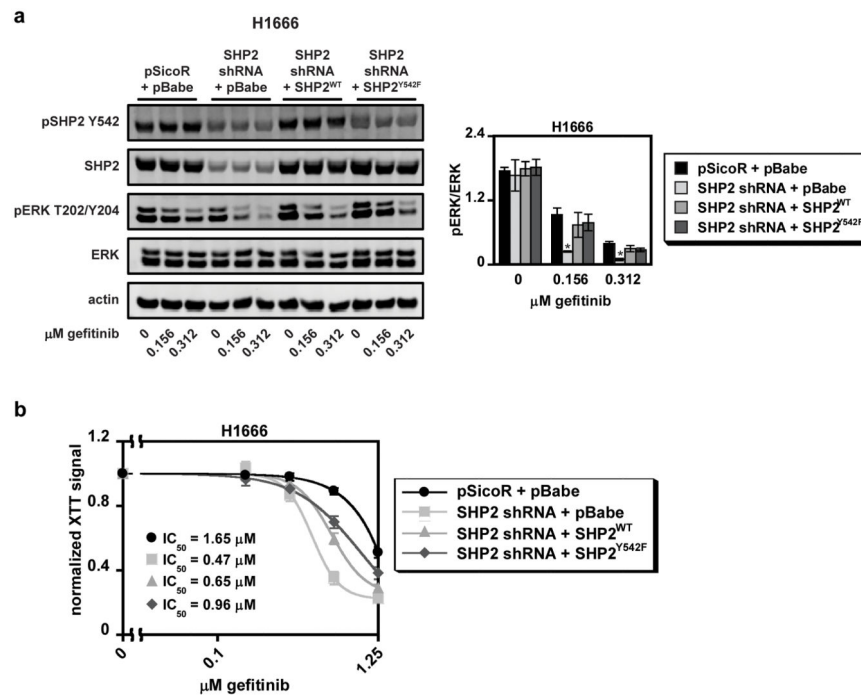 a
H1666
pSicoR
+ pBabe
SHP2
shRNA
+ pBabe
SHP2
shRNA
+ SHP2WT
SHP2
shRNA
+ SHP2Y542F
pSHP2 Y542
SHP2
pERK T202/Y204
ERK
actin
μM gefitinib
0
0.156
0.312
0
0.156
0.312
0
0.156
0.312
0
0.156
0.312
H1666
pERK/ERK
2.4
1.2
0
*
*
0
0.156
0.312
μM gefitinib
pSicoR + pBabe
SHP2 shRNA + pBabe
SHP2 shRNA + SHP2WT
SHP2 shRNA + SHP2Y542F
b
H1666
normalized XTT signal
1.2
0.8
0.4
0
IC50 = 1.65 μM
IC50 = 0.47 μM
IC50 = 0.65 μM
IC50 = 0.96 μM
0
0.1
1.25
μM gefitinib
pSicoR + pBabe
SHP2 shRNA + pBabe
SHP2 shRNA + SHP2WT
SHP2 shRNA + SHP2Y542F